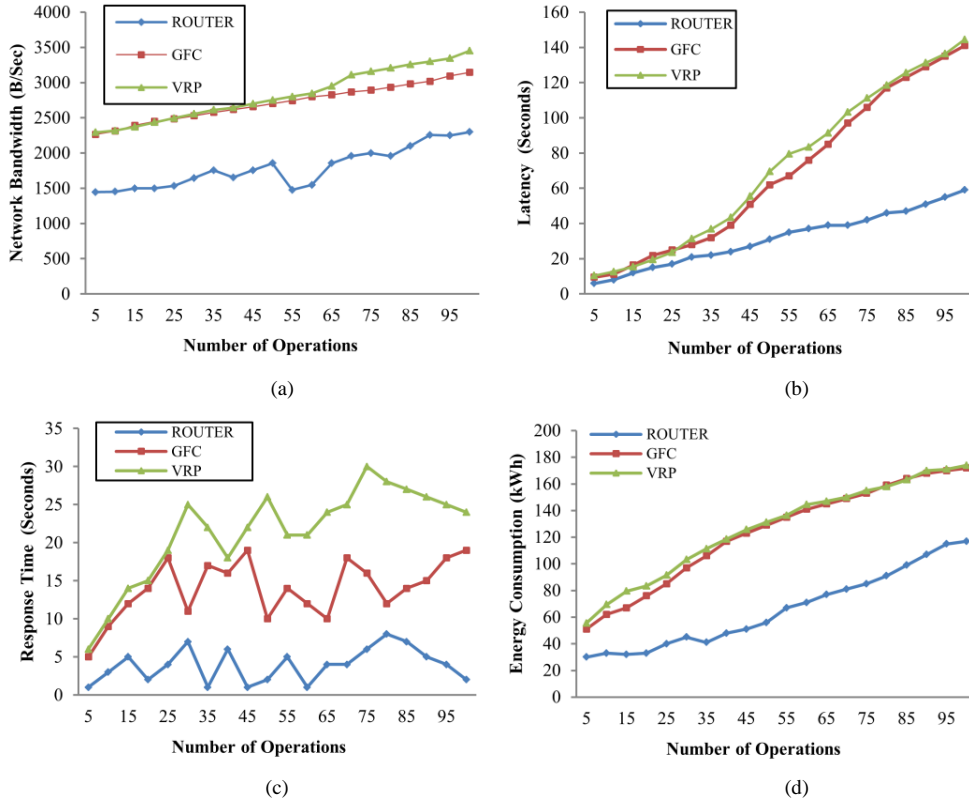 ROUTER
GFC
VRP
Network Bandwidth (B/Sec)
4000
3500
3000
2500
2000
1500
1000
500
0
5 15 25 35 45 55 65 75 85 95
Number of Operations
(a)
ROUTER
GFC
VRP
Latency (Seconds)
160
140
120
100
80
60
40
20
0
5 15 25 35 45 55 65 75 85 95
Number of Operations
(b)
ROUTER
GFC
VRP
Response Time (Seconds)
35
30
25
20
15
10
5
0
5 15 25 35 45 55 65 75 85 95
Number of Operations
(c)
ROUTER
GFC
VRP
Energy Consumption (kWh)
200
180
160
140
120
100
80
60
40
20
0
5 15 25 35 45 55 65 75 85 95
Number of Operations
(d)